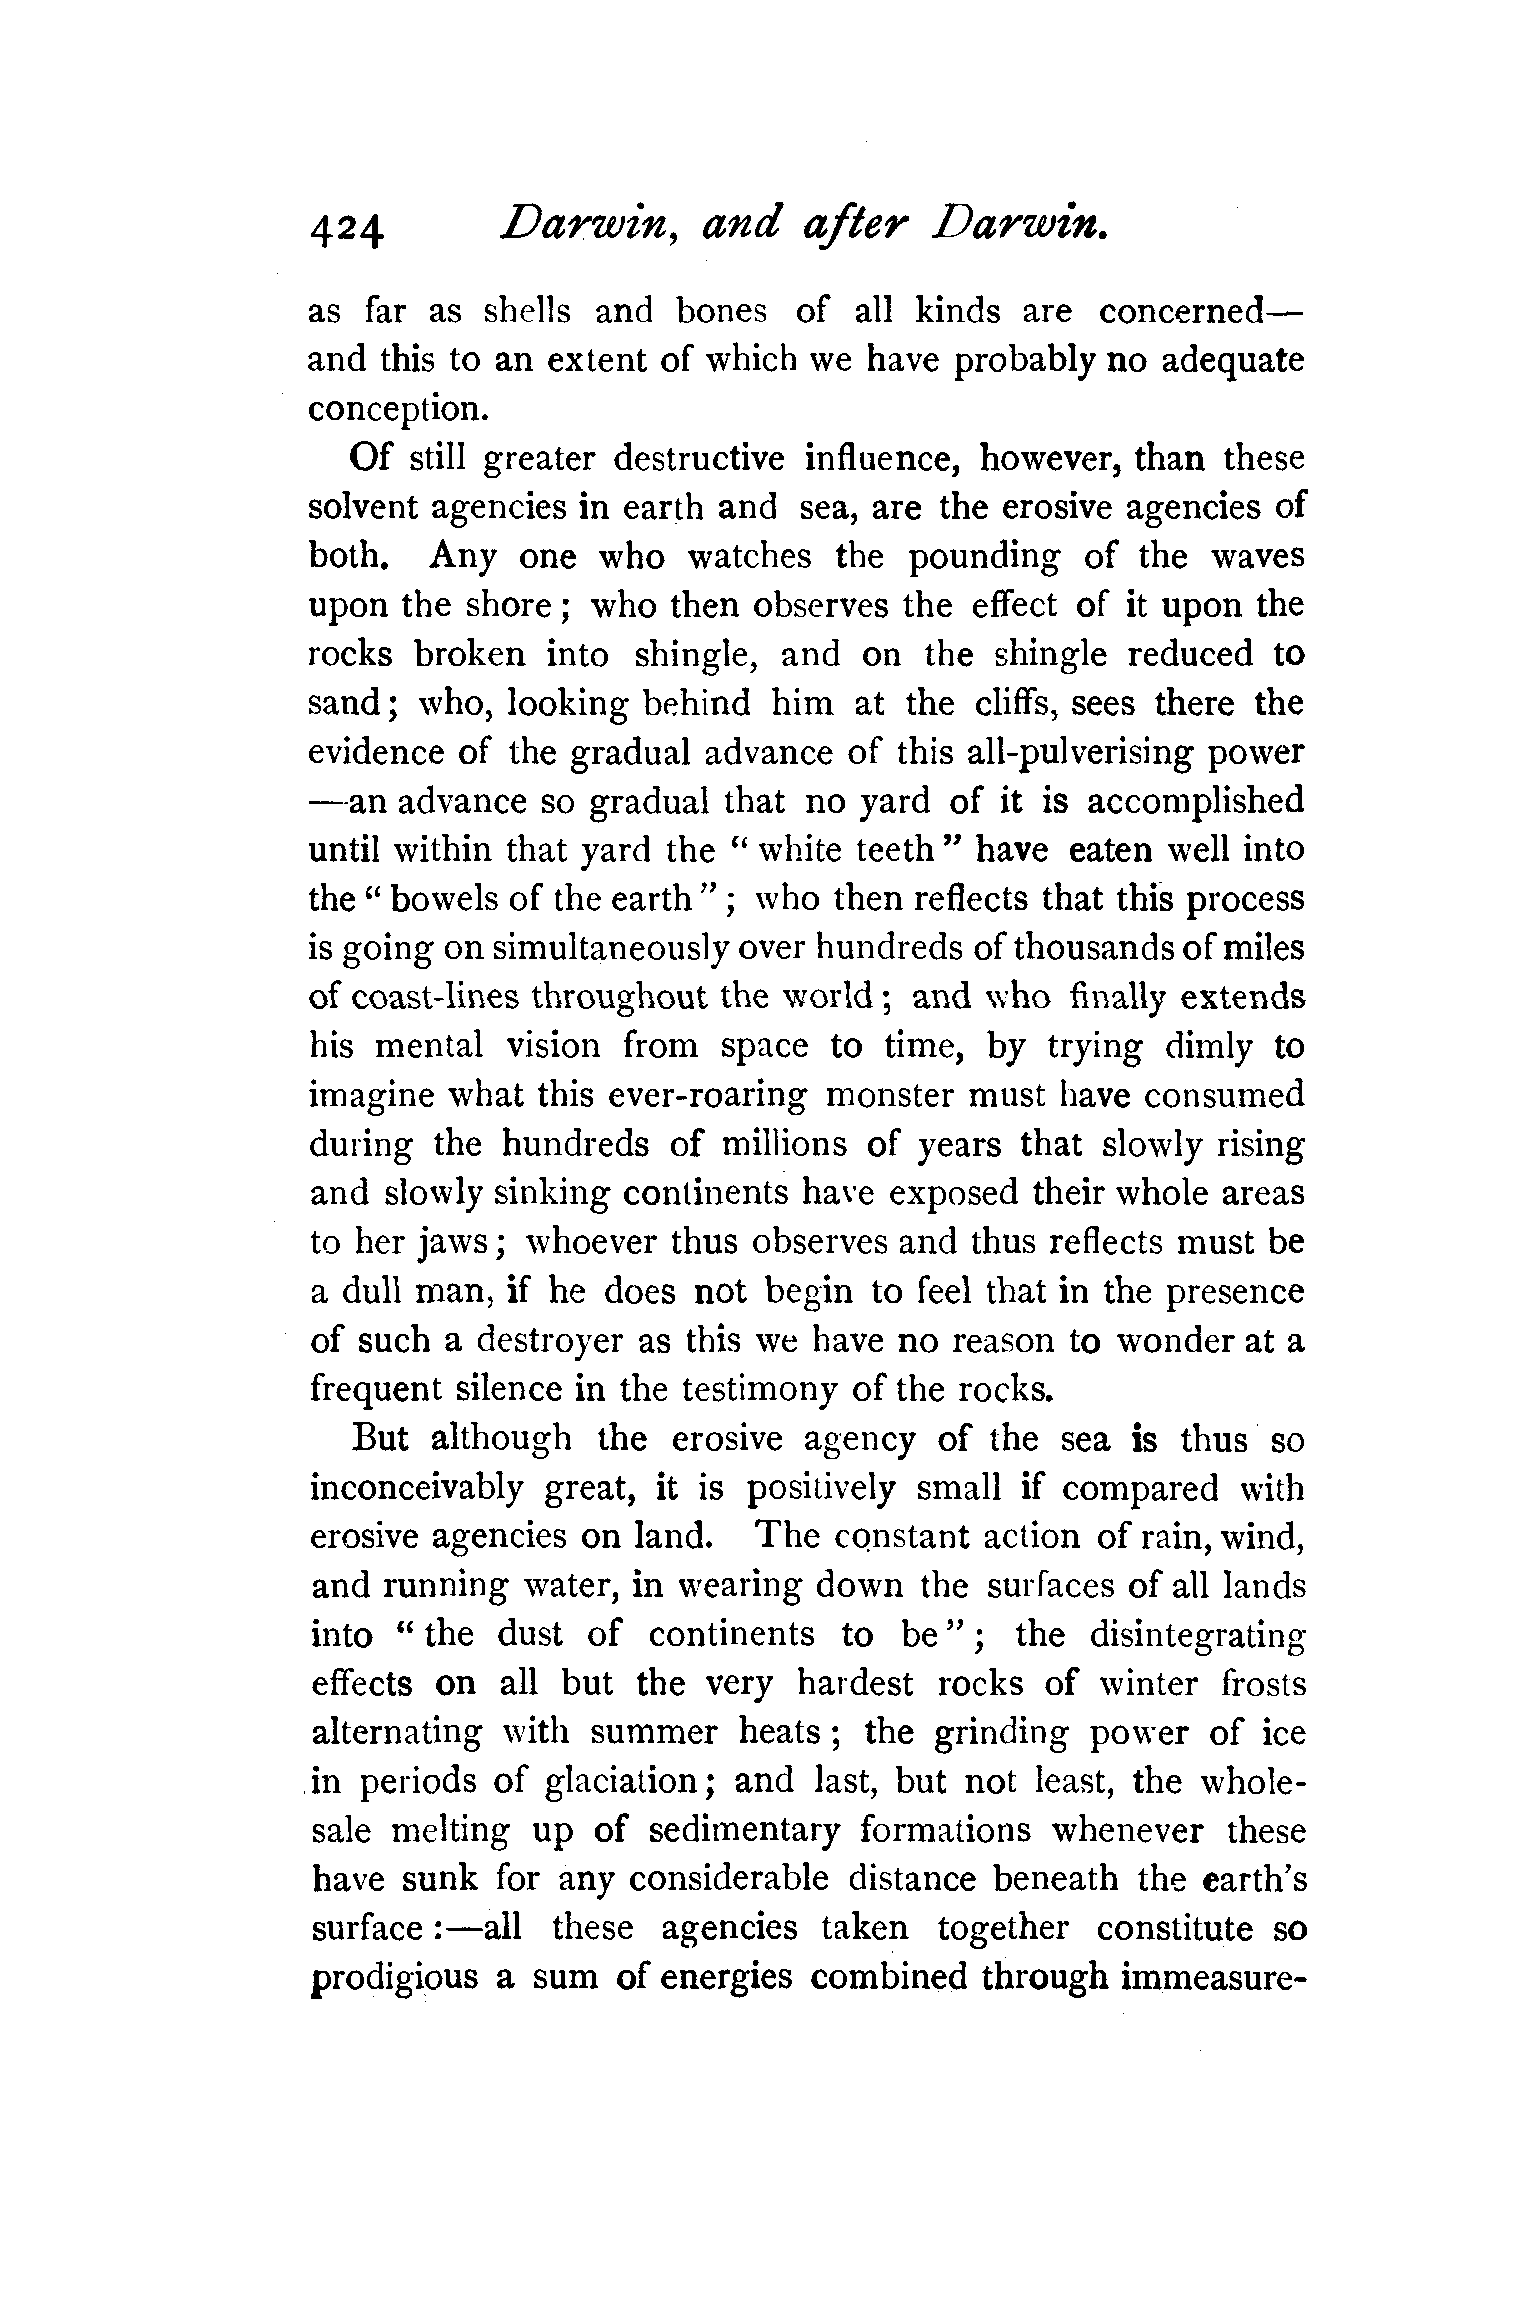 424 Darwin, and after Darwin.
as far as shells and bones of all kinds are concerned—
and this to an extent of which we have probably no adequate
conception.
Of still greater destructive influence, however, than these
solvent agencies in earth and sea, are the erosive agencies of
both. Any one who watches the pounding of the waves
upon the shore; who then observes the effect of it upon the
rocks broken into shingle, and on the shingle reduced to
sand; who, looking behind him at the cliffs, sees there the
evidence of the gradual advance of this all-pulverising power
—an advance so gradual that no yard of it is accomplished
until within that yard the “white teeth” have eaten well into
the “bowels of the earth”; who then reflects that this process
is going on simultaneously over hundreds of thousands of miles
of coast-lines throughout the world; and who finally extends
his mental vision from space to time, by trying dimly to
imagine what this ever-roaring monster must have consumed
during the hundreds of millions of years that slowly rising
and slowly sinking continents have exposed their whole areas
to her jaws; whoever thus observes and thus reflects must be
a dull man, if he does not begin to feel that in the presence
of such a destroyer as this we have no reason to wonder at a
frequent silence in the testimony of the rocks.
But although the erosive agency of the sea is thus so
inconceivably great, it is positively small if compared with
erosive agencies on land. The constant action of rain, wind,
and running water, in wearing down the surfaces of all lands
into “the dust of continents to be”; the disintegrating
effects on all but the very hardest rocks of winter frosts
alternating with summer heats; the grinding power of ice
in periods of glaciation; and last, but not least, the whole-
sale melting up of sedimentary formations whenever these
have sunk for any considerable distance beneath the earth's
surface:—all these agencies taken together constitute so
prodigious a sum of energies combined through immeasure-